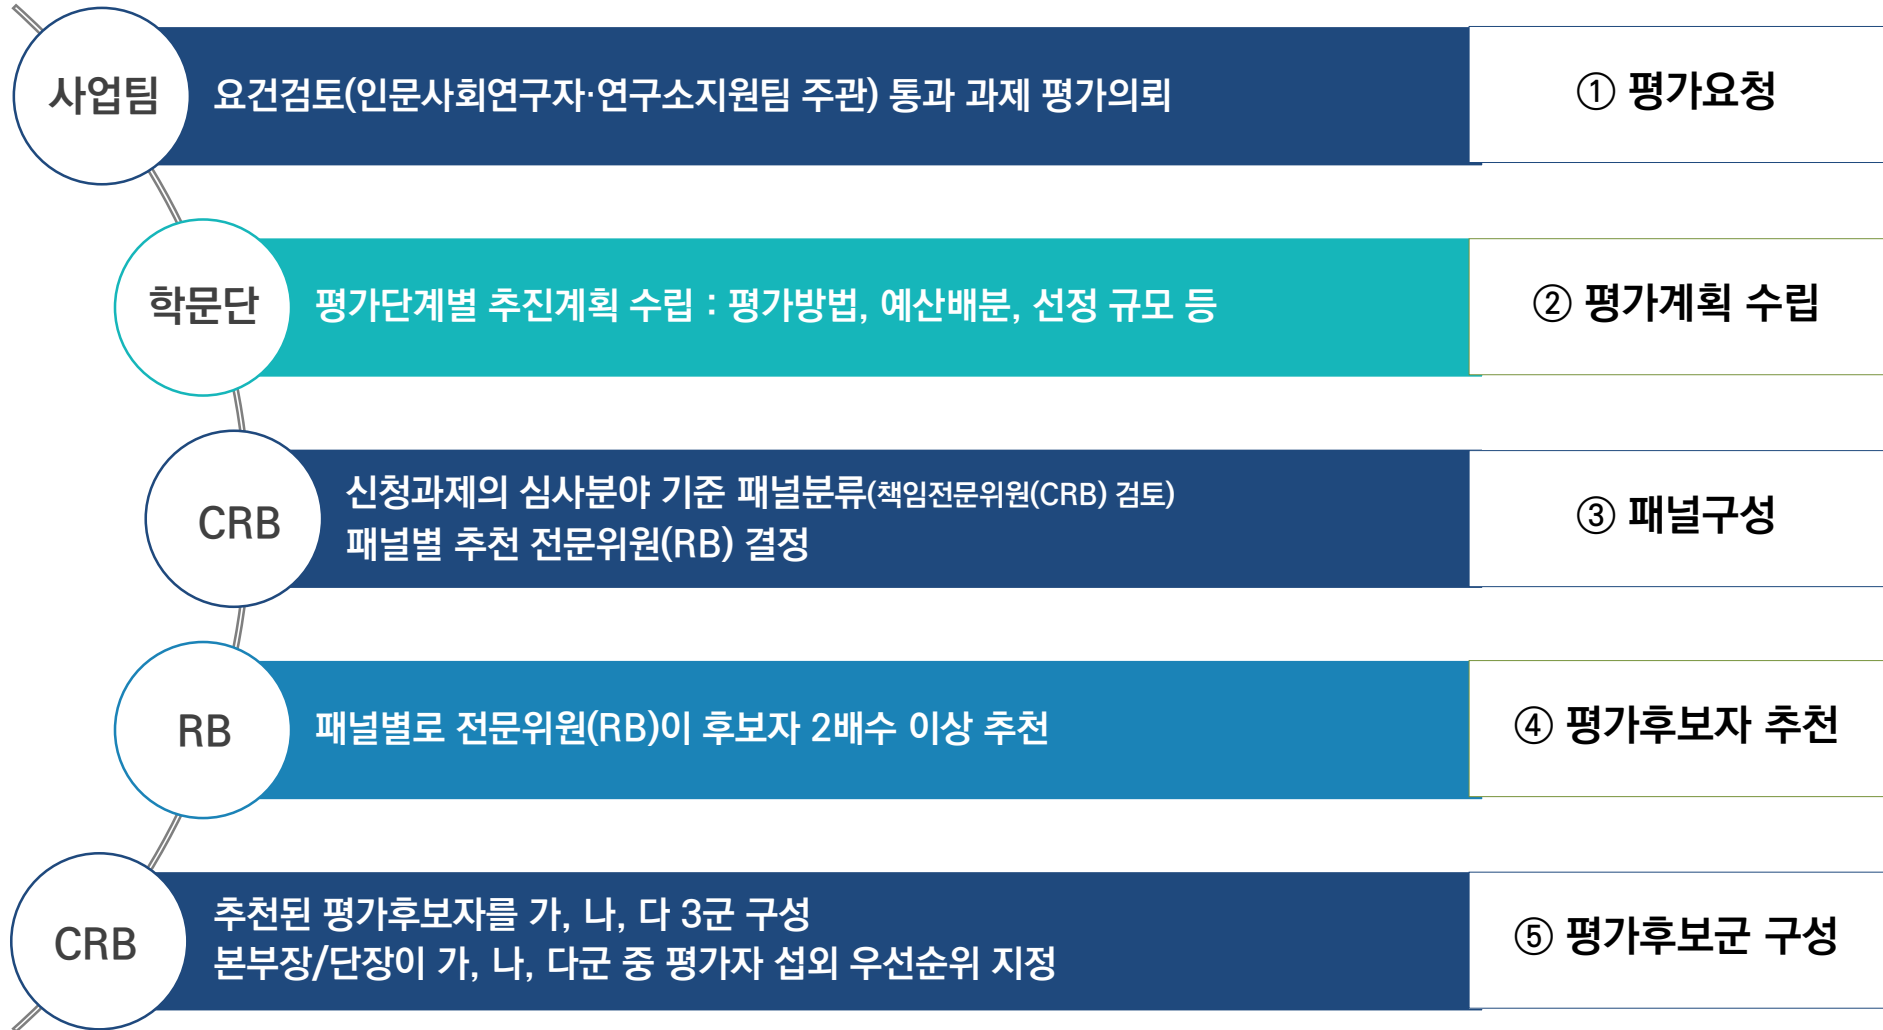 사업팀
요건검토(인문사회연구자·연구소지원팀 주관) 통과 과제 평가의뢰
① 평가요청
학문단
평가단계별 추진계획 수립 : 평가방법, 예산배분, 선정 규모 등
② 평가계획 수립
CRB
신청과제의 심사분야 기준 패널분류(책임전문위원(CRB) 검토)
패널별 추천 전문위원(RB) 결정
③ 패널구성
RB
패널별로 전문위원(RB)이 후보자 2배수 이상 추천
④ 평가후보자 추천
CRB
추천된 평가후보자를 가, 나, 다 3군 구성
본부장/단장이 가, 나, 다군 중 평가자 섭외 우선순위 지정
⑤ 평가후보군 구성